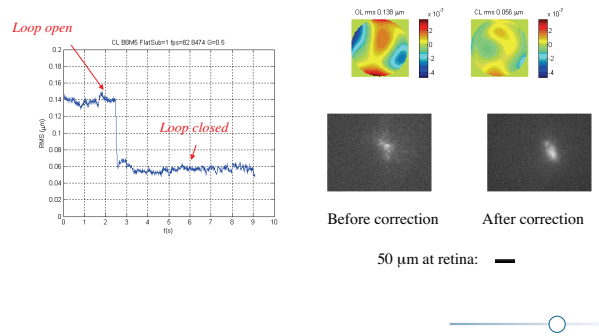 Loop open
CL BBM5 FlatSub=1 fps=82.8474 G=0.5
0.2
0.18
0.16
0.14
0.12
0.1
0.08
0.06
0.04
0.02
0
RMS (μm)
Loop closed
0 1 2 3 4 5 6 7 8 9 10
t(s)
OL rms 0.138 μm
x 10⁻⁷
2
0
-2
-4
CL rms 0.056 μm
x 10⁻⁷
2
0
-2
-4
Before correction
After correction
50 μm at retina: